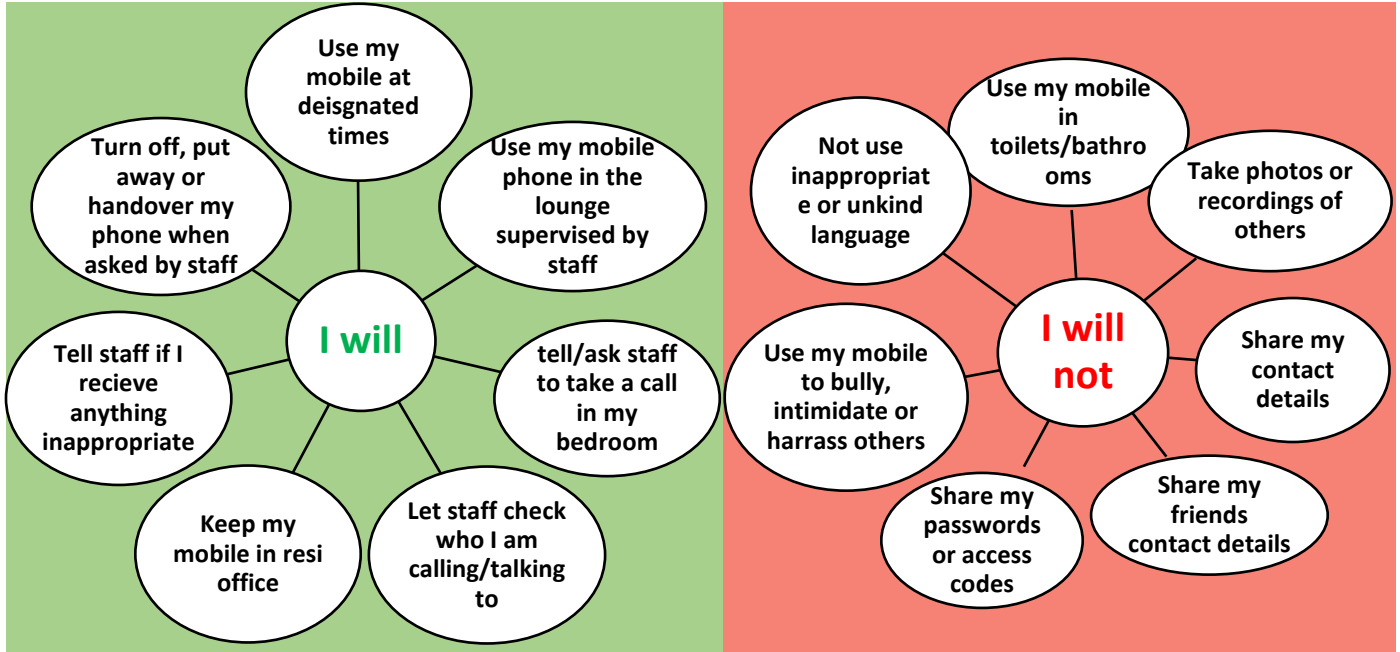 I will
Use my
mobile at
deisgnated
times
Use my mobile
phone in the
lounge
supervised by
staff
tell/ask staff
to take a call
in my
bedroom
Let staff check
who I am
calling/talking
to
Keep my
mobile in resi
office
Tell staff if I
recieve
anything
inappropriate
Turn off, put
away or
handover my
phone when
asked by staff
I will
not
Use my mobile
in
toilets/bathro
oms
Take photos or
recordings of
others
Share my
contact
details
Share my
friends
contact details
Share my
passwords
or access
codes
Use my mobile
to bully,
intimidate or
harrass others
Not use
inappropriat
e or unkind
language